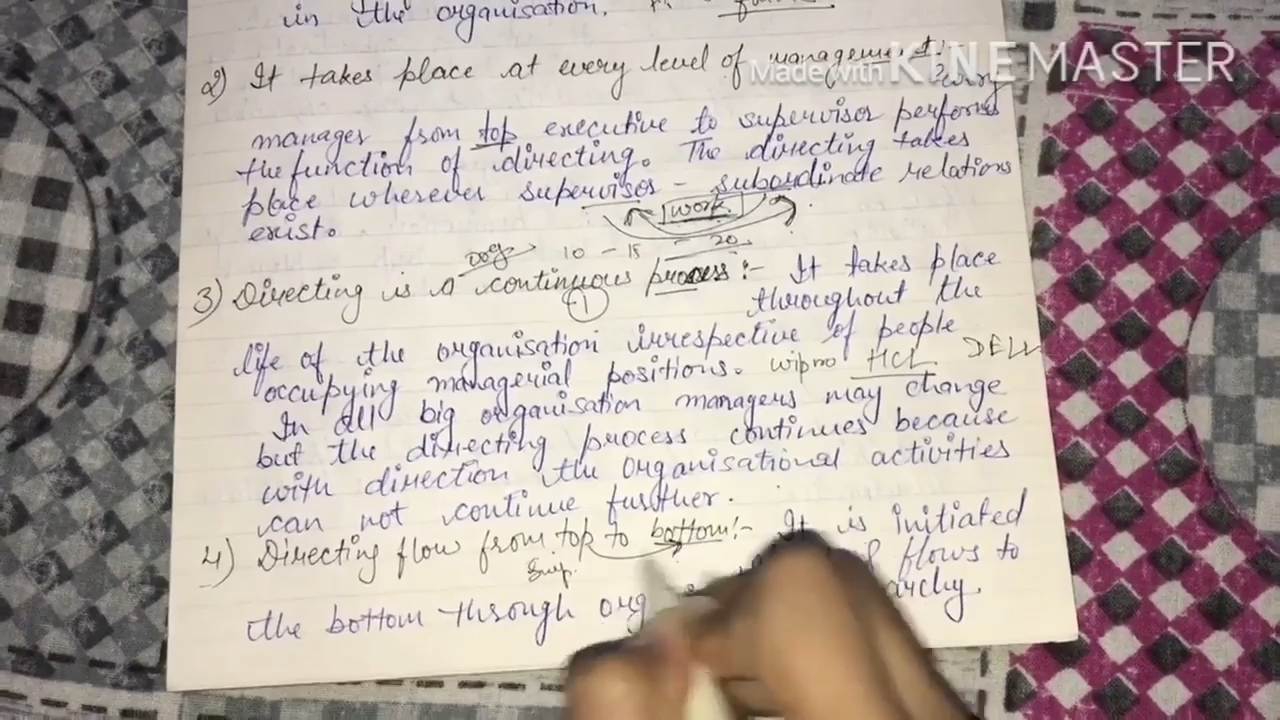 in the organisation.
Made with KINEMASTER
2) It takes place at every level of management:- Every
manager from top executive to supervisor performs
the function of directing. The directing takes
place wherever supervisor - subordinate relations
exist.
work
10 - 15 - 20
3) Directing is a continuous process :- It takes place
1
throughout the
life of the organisation irrespective of people
occupying managerial positions. wipro HCL DELL
In all big organisation managers may change
but the directing process continues because
with direction the organisational activities
can not continue further.
4) Directing flow from top to bottom:- It is initiated
Sup.
flows to
the bottom through org